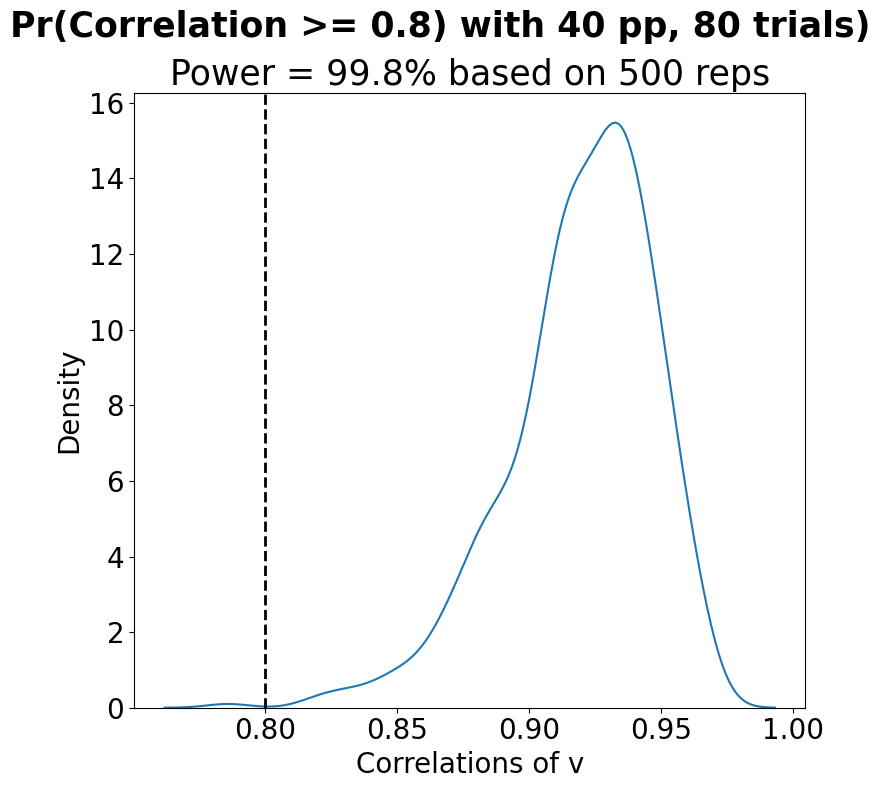 Pr(Correlation >= 0.8) with 40 pp, 80 trials)
Power = 99.8% based on 500 reps
16
14
12
10
8
6
4
2
0
Density
0.80 0.85 0.90 0.95 1.00
Correlations of v